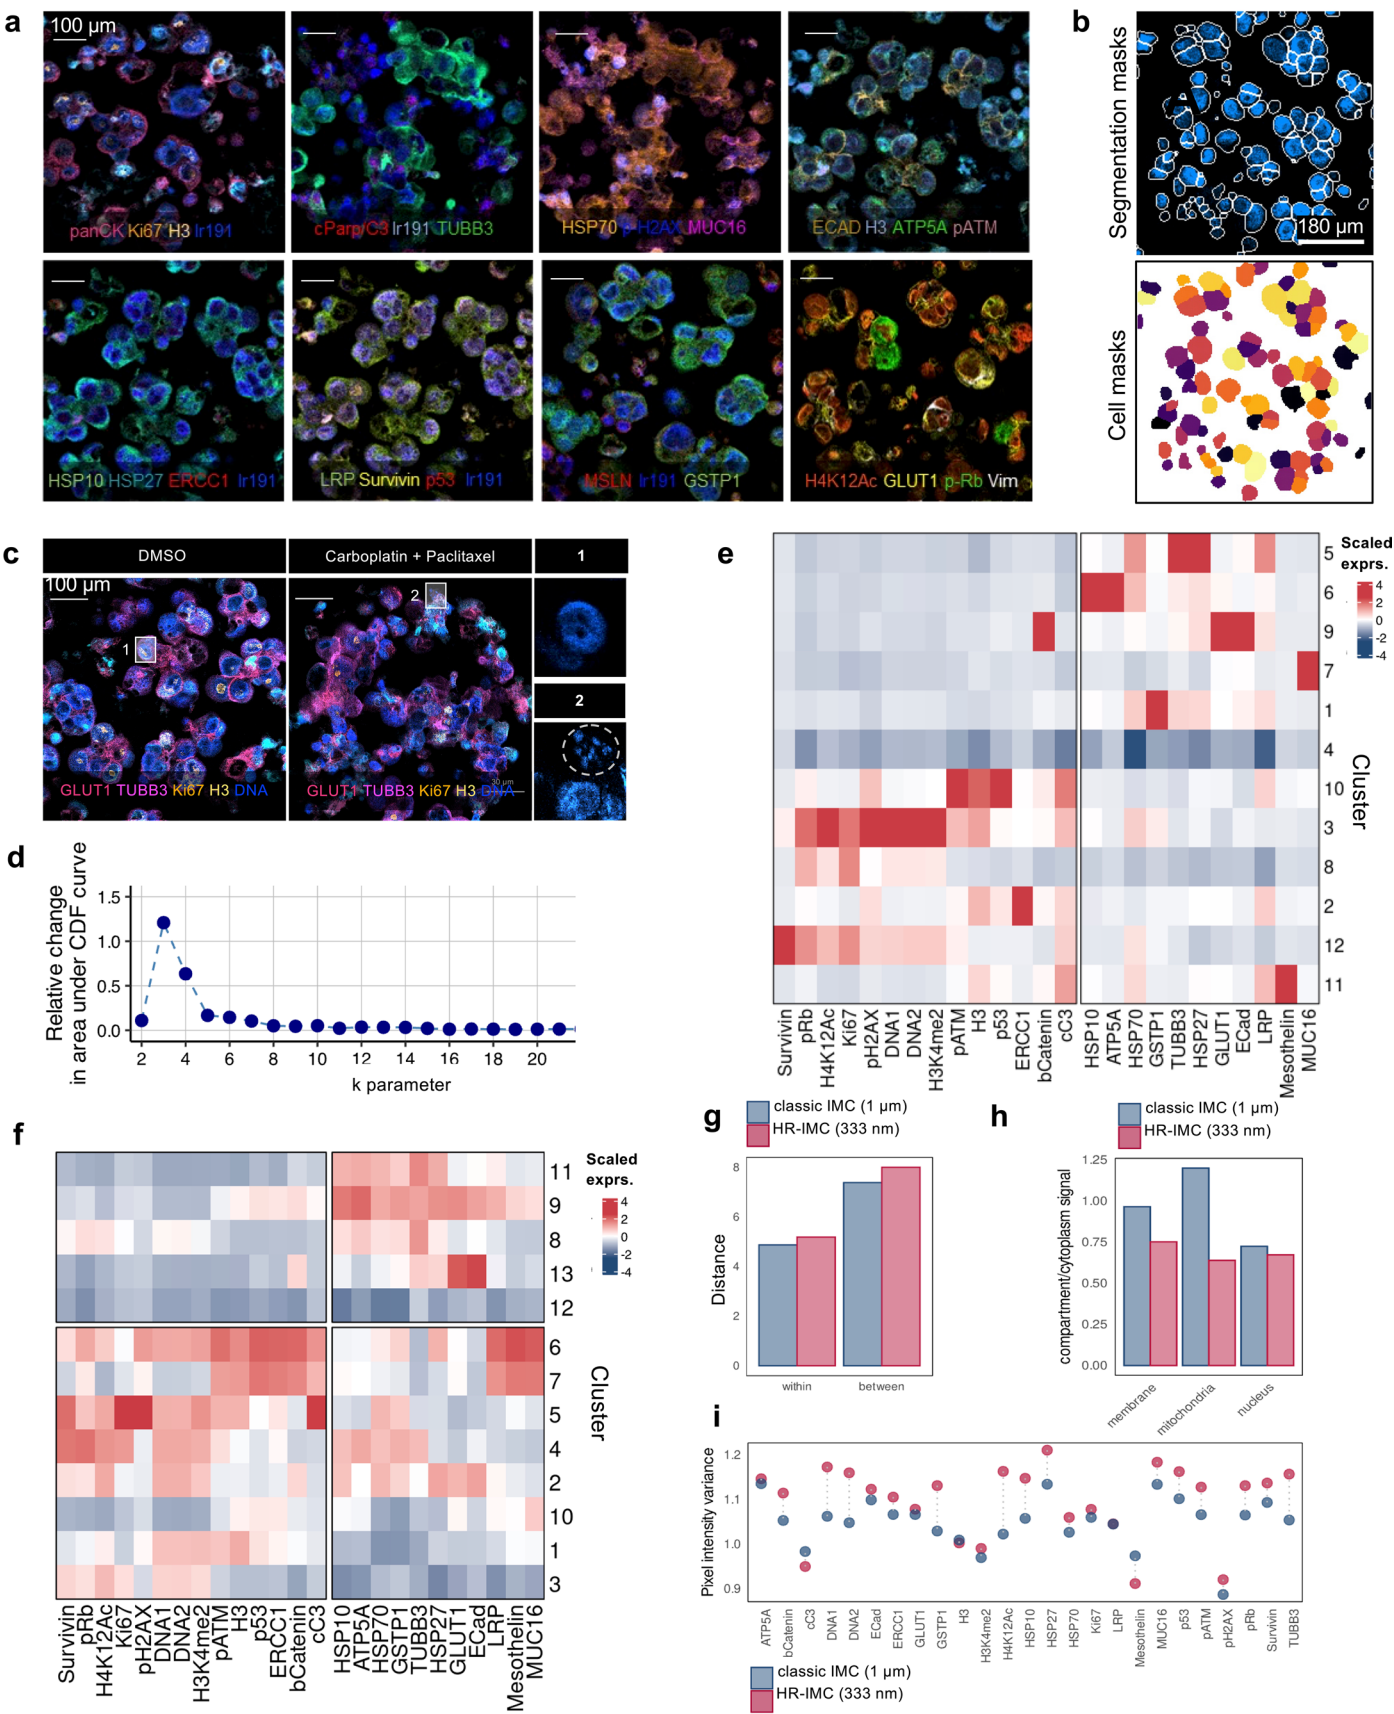 a
100 µm
panCK Ki67 H3 Ir191
cParp/C3 Ir191 TUBB3
HSP70 p-H2AX MUC16
ECAD H3 ATP5A pATM
HSP10 HSP27 ERCC1 Ir191
LRP Survivin p53 Ir191
MSLN Ir191 GSTP1
H4K12Ac GLUT1 p-Rb Vim
b
Segmentation masks
180 µm
Cell masks
c
DMSO
Carboplatin + Paclitaxel
1
100 µm
1
2
2
GLUT1 TUBB3 Ki67 H3 DNA
GLUT1 TUBB3 Ki67 H3 DNA
30 µm
d
Relative change
in area under CDF curve
1.5
1.0
0.5
0.0
2 4 6 8 10 12 14 16 18 20
k parameter
e
Scaled
exprs.
4
2
0
-2
-4
5
6
9
7
1
4
10
3
8
2
12
11
Cluster
Survivin
pRb
H4K12Ac
Ki67
pH2AX
DNA1
DNA2
H3K4me2
pATM
H3
p53
ERCC1
bCatenin
cC3
HSP10
ATP5A
HSP70
GSTP1
TUBB3
HSP27
GLUT1
ECad
LRP
Mesothelin
MUC16
f
Scaled
exprs.
4
2
0
-2
-4
11
9
8
13
12
6
7
5
4
2
10
1
3
Cluster
Survivin
pRb
H4K12Ac
Ki67
pH2AX
DNA1
DNA2
H3K4me2
pATM
H3
p53
ERCC1
bCatenin
cC3
HSP10
ATP5A
HSP70
GSTP1
TUBB3
HSP27
GLUT1
ECad
LRP
Mesothelin
MUC16
g
classic IMC (1 µm)
HR-IMC (333 nm)
Distance
8
6
4
2
0
within
between
h
classic IMC (1 µm)
HR-IMC (333 nm)
compartment/cytoplasm signal
1.25
1.00
0.75
0.50
0.25
0.00
membrane
mitochondria
nucleus
i
Pixel intensity variance
1.2
1.1
1.0
0.9
ATP5A
bCatenin
cC3
DNA1
DNA2
ECad
ERCC1
GLUT1
GSTP1
H3
H3K4me2
H4K12Ac
HSP10
HSP27
HSP70
Ki67
LRP
Mesothelin
MUC16
p53
pATM
pH2AX
pRb
Survivin
TUBB3
classic IMC (1 µm)
HR-IMC (333 nm)